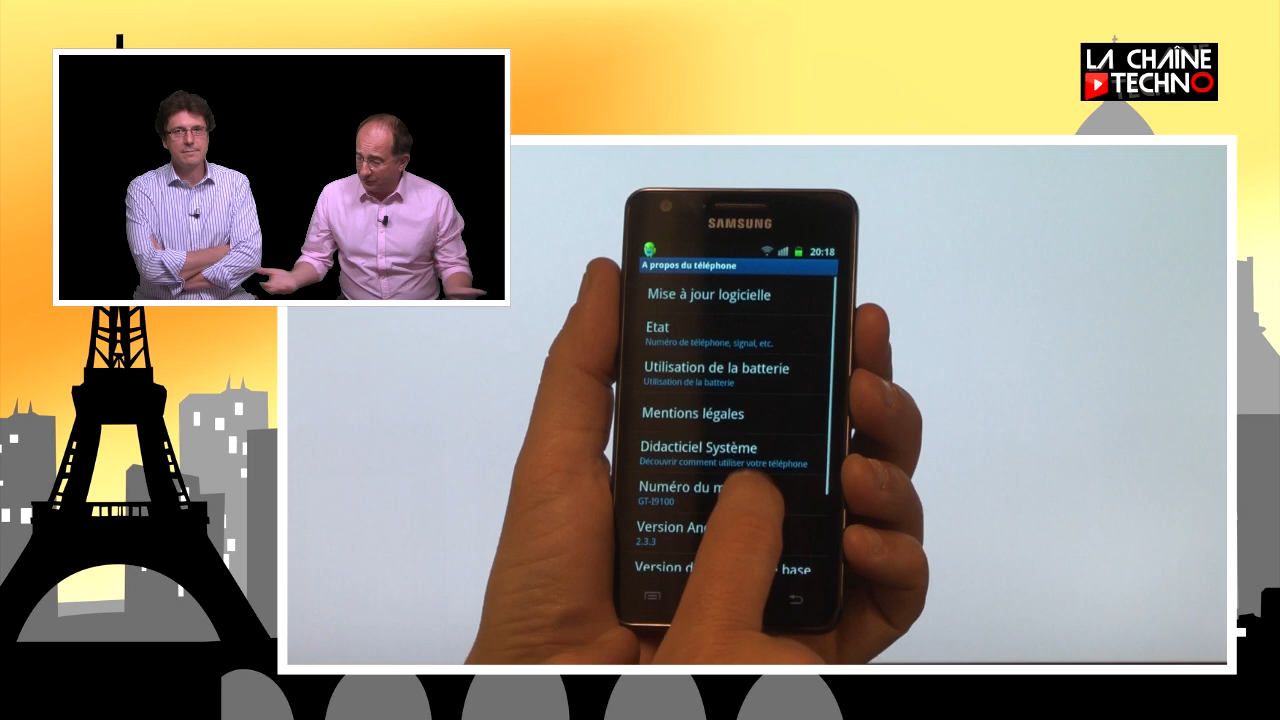 LA CHAÎNE
TECHNO
SAMSUNG
20:18
A propos du téléphone
Mise à jour logicielle
Etat
Numéro de téléphone, signal, etc.
Utilisation de la batterie
Utilisation de la batterie
Mentions légales
Didacticiel Système
Découvrir comment utiliser votre téléphone
Numéro du
GT-I9100
Version
2.3.3
Version base